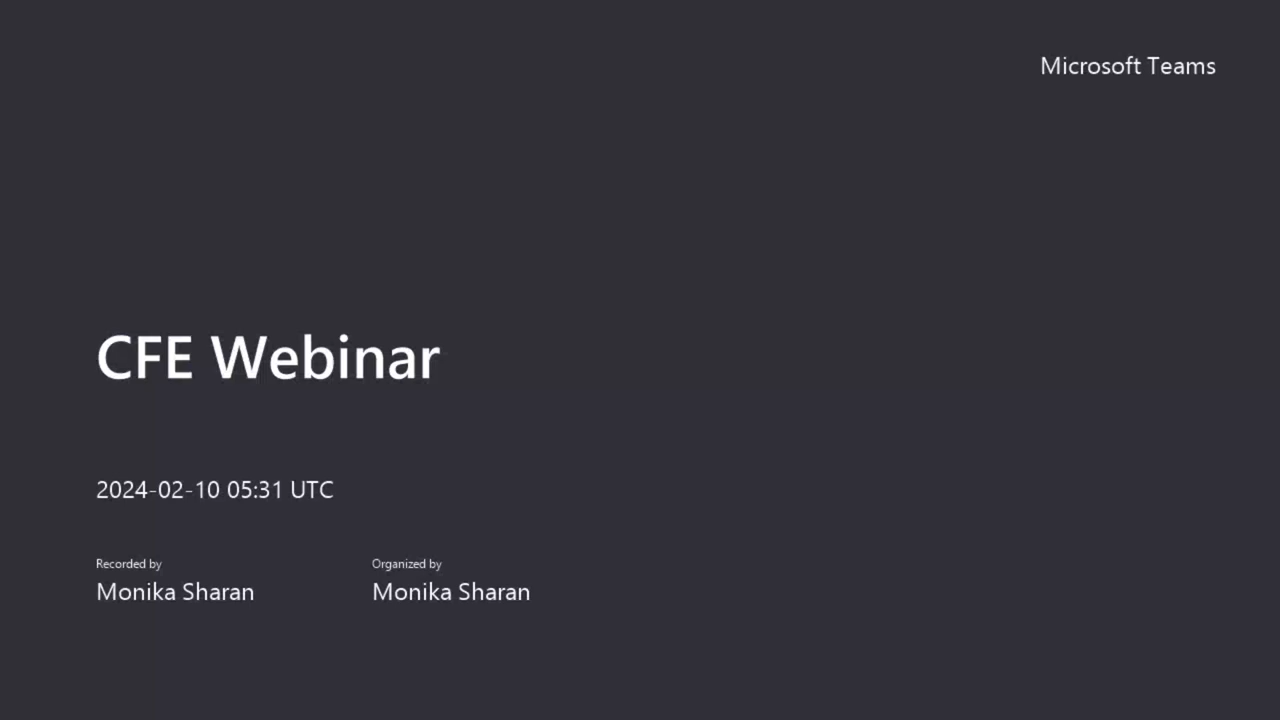 Microsoft Teams
CFE Webinar
2024-02-10 05:31 UTC
Recorded by
Organized by
Monika Sharan
Monika Sharan